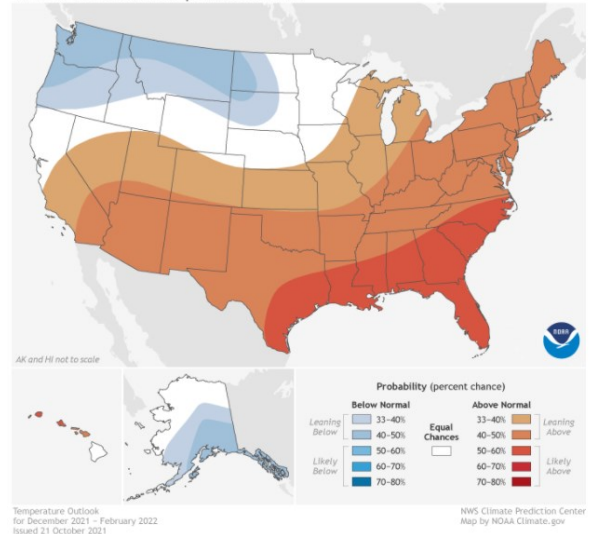 AK and HI not to scale
NOAA
Probability (percent chance)
Below Normal
Above Normal
Leaning Below
33-40%
40-50%
Likely Below
50-60%
60-70%
70-80%
Equal Chances
33-40%
40-50%
Leaning Above
50-60%
60-70%
70-80%
Likely Above
Temperature Outlook
for December 2021 - February 2022
Issued 21 October 2021
NWS Climate Prediction Center
Map by NOAA Climate.gov